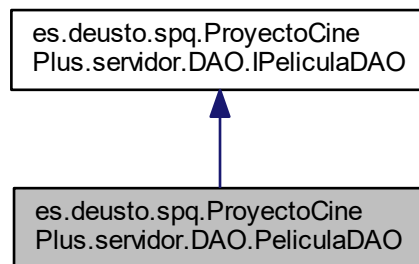 es.deusto.spq.ProyectoCine
Plus.servidor.DAO.IPeliculaDAO
es.deusto.spq.ProyectoCine
Plus.servidor.DAO.PeliculaDAO